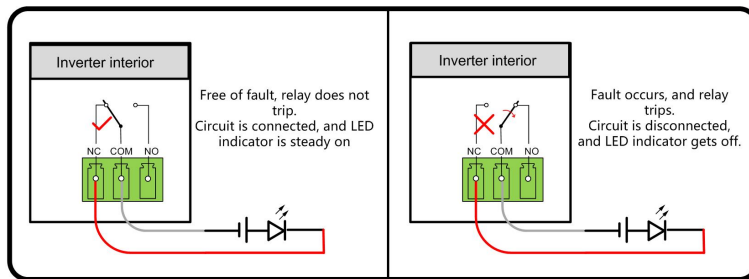 Inverter interior
Free of fault, relay does not
trip.
Circuit is connected, and LED
indicator is steady on
NC COM NO
Inverter interior
Fault occurs, and relay
trips.
Circuit is disconnected,
and LED indicator gets off.
NC COM NO